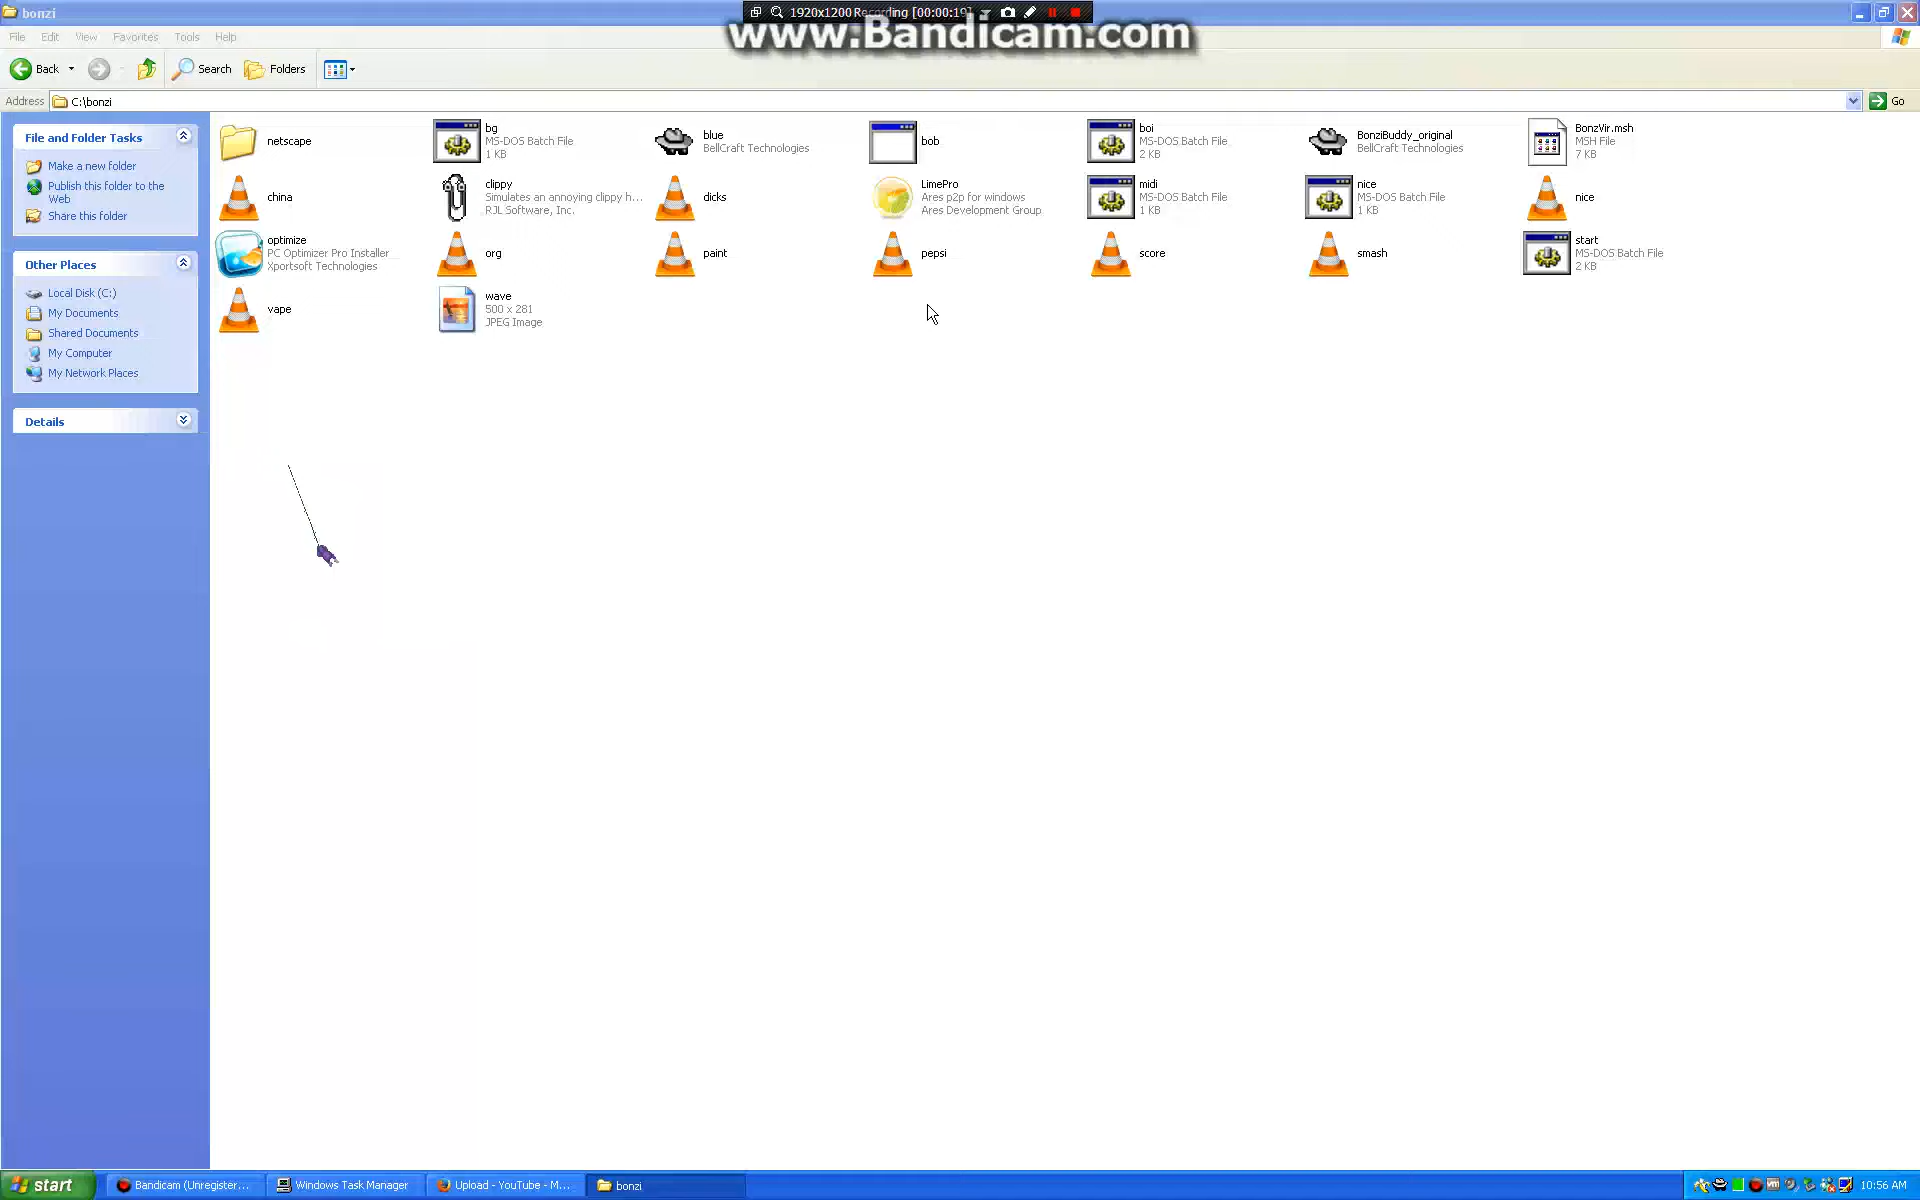 bonzi
1920x1200 Recording [00:00:19]
www.Bandicam.com
File Edit View Favorites Tools Help
Back Search Folders
Address C:\bonzi Go
File and Folder Tasks
Make a new folder
Publish this folder to the
Web
Share this folder
Other Places
Local Disk (C:)
My Documents
Shared Documents
My Computer
My Network Places
Details
netscape
bg
MS-DOS Batch File
1 KB
blue
BellCraft Technologies
bob
boi
MS-DOS Batch File
2 KB
BonziBuddy_original
BellCraft Technologies
BonzVir.msh
MSH File
7 KB
china
clippy
Simulates an annoying clippy h...
RJL Software, Inc.
dicks
LimePro
Ares p2p for windows
Ares Development Group
midi
MS-DOS Batch File
1 KB
nice
MS-DOS Batch File
1 KB
nice
optimize
PC Optimizer Pro Installer
Xportsoft Technologies
org
paint
pepsi
score
smash
start
MS-DOS Batch File
2 KB
vape
wave
500 x 281
JPEG Image
start
Bandicam (Unregister...
Windows Task Manager
Upload - YouTube - M...
bonzi
10:56 AM